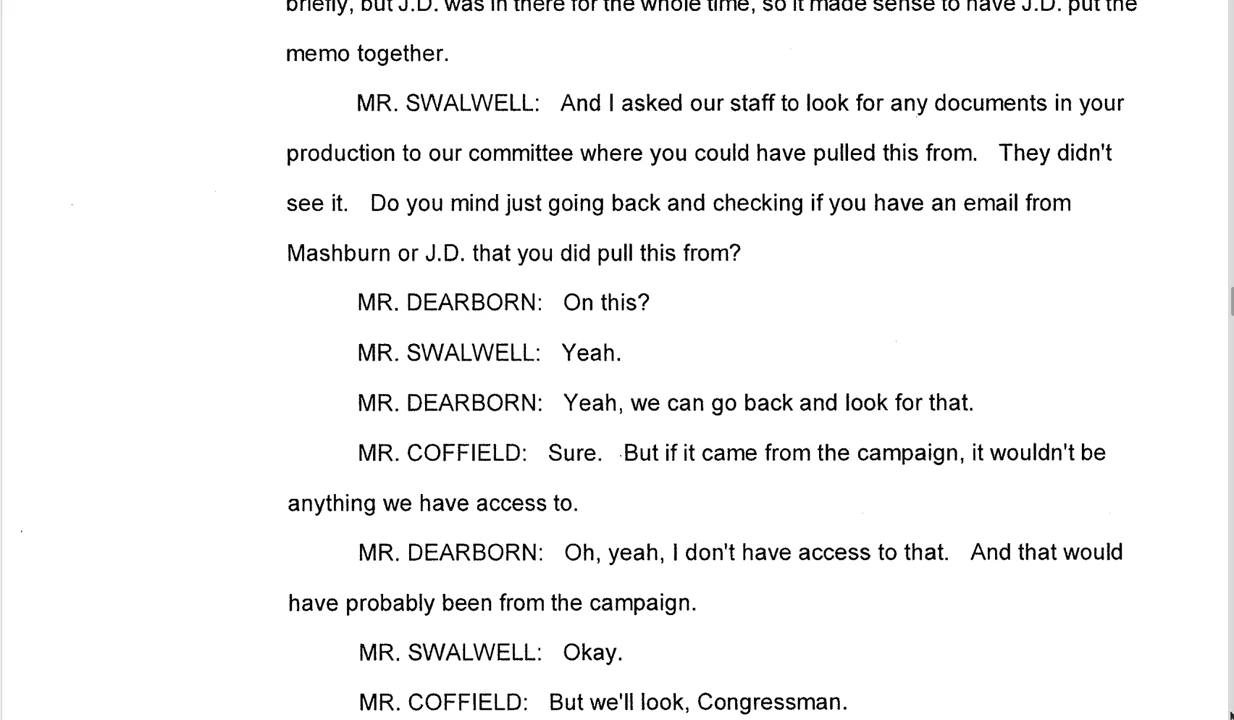 briefly, but J.D. was in there for the whole time, so it made sense to have J.D. put the
memo together.
MR. SWALWELL: And I asked our staff to look for any documents in your
production to our committee where you could have pulled this from. They didn't
see it. Do you mind just going back and checking if you have an email from
Mashburn or J.D. that you did pull this from?
MR. DEARBORN: On this?
MR. SWALWELL: Yeah.
MR. DEARBORN: Yeah, we can go back and look for that.
MR. COFFIELD: Sure. But if it came from the campaign, it wouldn't be
anything we have access to.
MR. DEARBORN: Oh, yeah, I don't have access to that. And that would
have probably been from the campaign.
MR. SWALWELL: Okay.
MR. COFFIELD: But we'll look, Congressman.